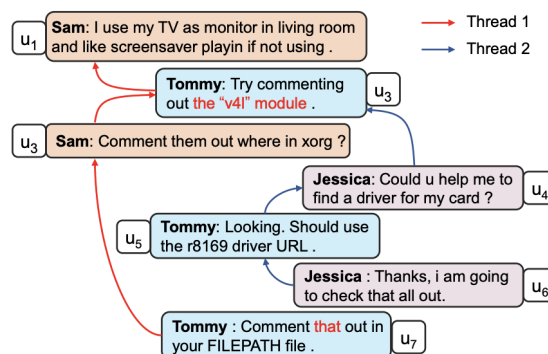 u1
Sam: I use my TV as monitor in living room
and like screensaver playin if not using .
Thread 1
Thread 2
Tommy: Try commenting
out the “v4l” module .
u3
u3
Sam: Comment them out where in xorg ?
Jessica: Could u help me to
find a driver for my card ?
u4
u5
Tommy: Looking. Should use
the r8169 driver URL .
Jessica : Thanks, i am going
to check that all out.
u6
Tommy : Comment that out in
your FILEPATH file .
u7